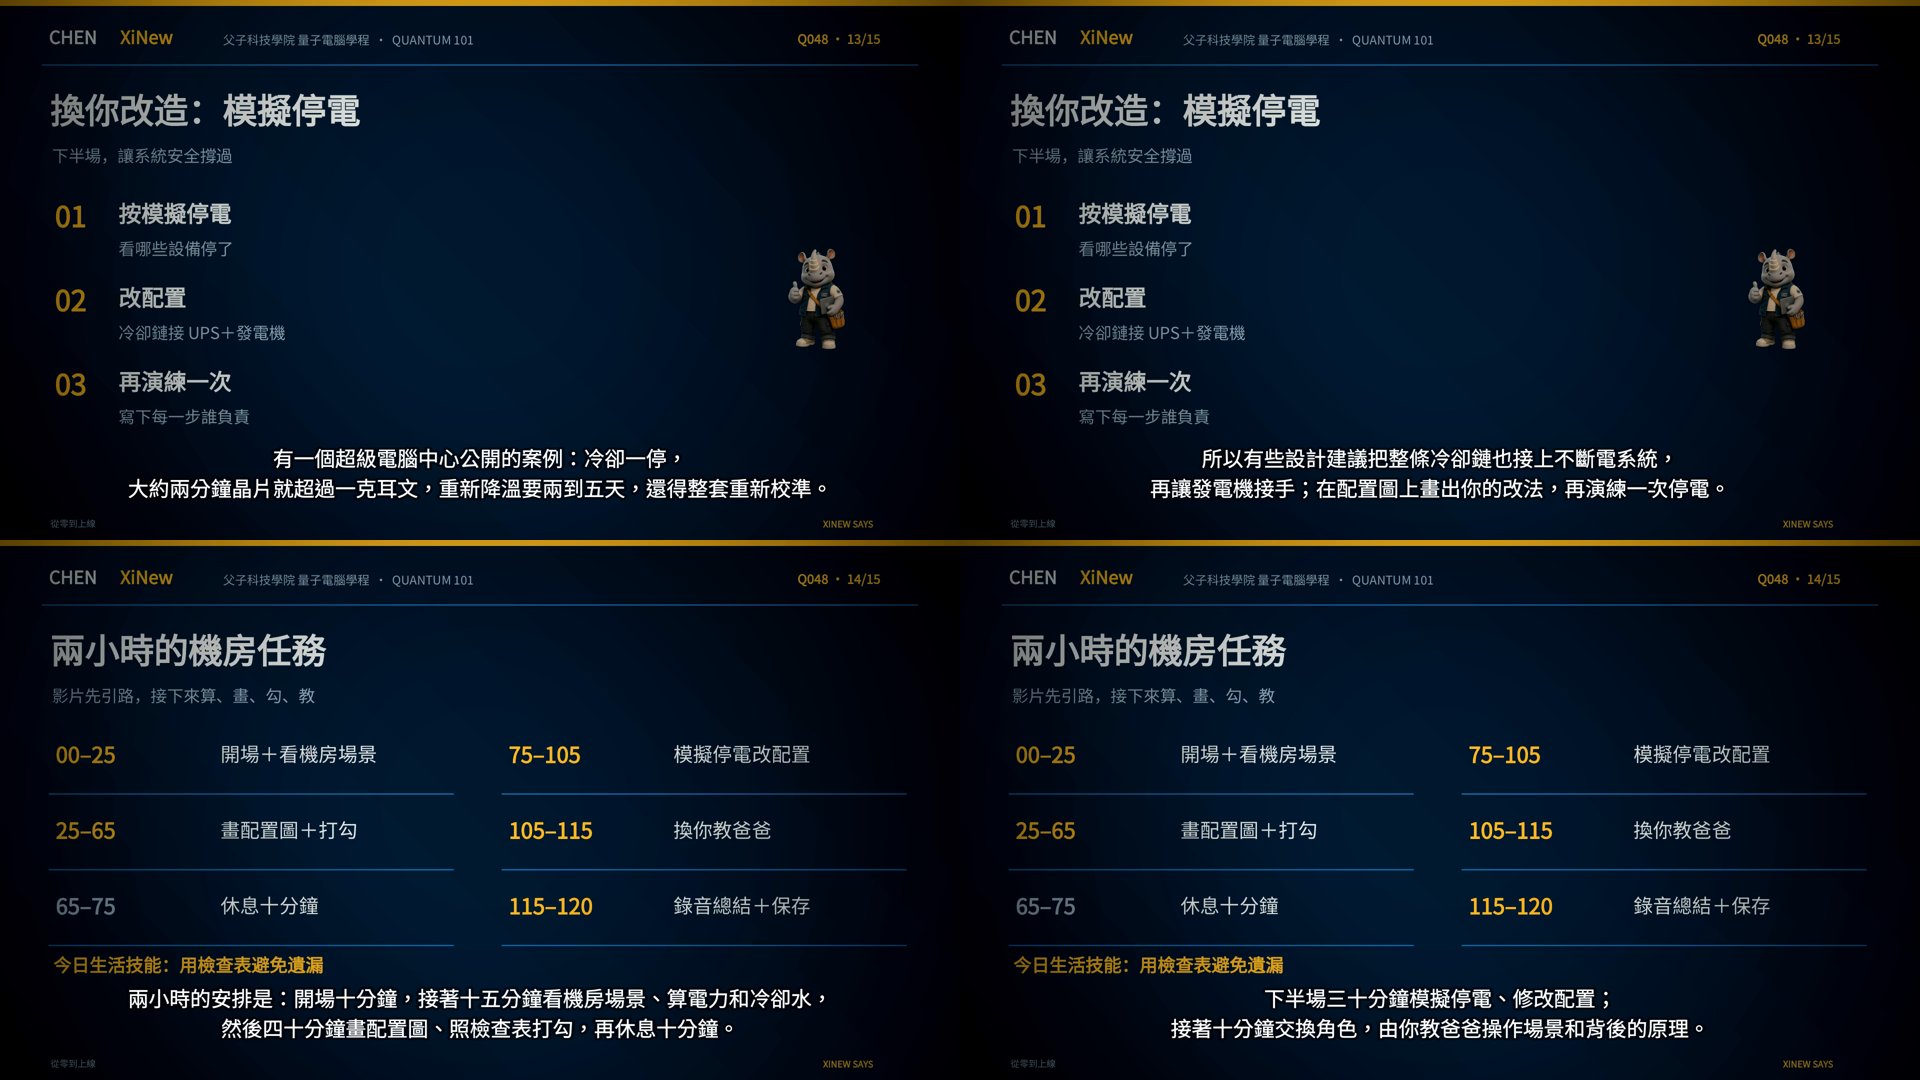 CHEN XiNew 父子科技學院 量子電腦學程 · QUANTUM 101 Q048 · 13/15
換你改造：模擬停電
下半場，讓系統安全撐過
01 按模擬停電
看哪些設備停了
02 改配置
冷卻鏈接 UPS＋發電機
03 再演練一次
寫下每一步誰負責
有一個超級電腦中心公開的案例：冷卻一停，
大約兩分鐘晶片就超過一克耳文，重新降溫要兩到五天，還得整套重新校準。
從零到上線 XINEW SAYS
CHEN XiNew 父子科技學院 量子電腦學程 · QUANTUM 101 Q048 · 13/15
換你改造：模擬停電
下半場，讓系統安全撐過
01 按模擬停電
看哪些設備停了
02 改配置
冷卻鏈接 UPS＋發電機
03 再演練一次
寫下每一步誰負責
所以有些設計建議把整條冷卻鏈也接上不斷電系統，
再讓發電機接手；在配置圖上畫出你的改法，再演練一次停電。
從零到上線 XINEW SAYS
CHEN XiNew 父子科技學院 量子電腦學程 · QUANTUM 101 Q048 · 14/15
兩小時的機房任務
影片先引路，接下來算、畫、勾、教
00–25 開場＋看機房場景 75–105 模擬停電改配置
25–65 畫配置圖＋打勾 105–115 換你教爸爸
65–75 休息十分鐘 115–120 錄音總結＋保存
今日生活技能：用檢查表避免遺漏
兩小時的安排是：開場十分鐘，接著十五分鐘看機房場景、算電力和冷卻水，
然後四十分鐘畫配置圖、照檢查表打勾，再休息十分鐘。
從零到上線 XINEW SAYS
CHEN XiNew 父子科技學院 量子電腦學程 · QUANTUM 101 Q048 · 14/15
兩小時的機房任務
影片先引路，接下來算、畫、勾、教
00–25 開場＋看機房場景 75–105 模擬停電改配置
25–65 畫配置圖＋打勾 105–115 換你教爸爸
65–75 休息十分鐘 115–120 錄音總結＋保存
今日生活技能：用檢查表避免遺漏
下半場三十分鐘模擬停電、修改配置；
接著十分鐘交換角色，由你教爸爸操作場景和背後的原理。
從零到上線 XINEW SAYS